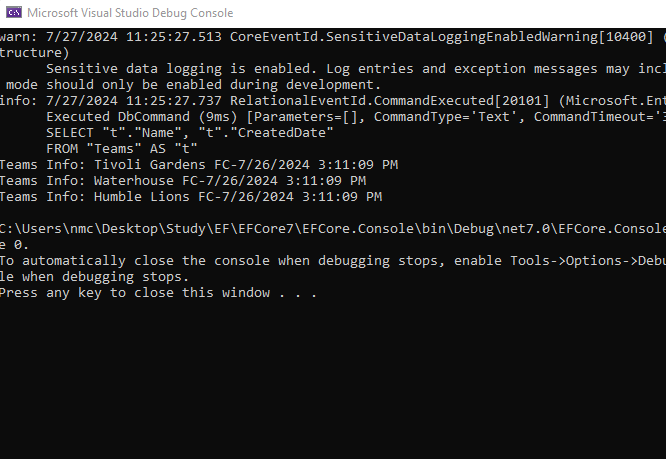 Microsoft Visual Studio Debug Console
warn: 7/27/2024 11:25:27.513 CoreEventId.SensitiveDataLoggingEnabledWarning[10400] (
tructure)
Sensitive data logging is enabled. Log entries and exception messages may incl
mode should only be enabled during development.
info: 7/27/2024 11:25:27.737 RelationalEventId.CommandExecuted[20101] (Microsoft.Ent
Executed DbCommand (9ms) [Parameters=[], CommandType='Text', CommandTimeout='3
SELECT "t"."Name", "t"."CreatedDate"
FROM "Teams" AS "t"
Teams Info: Tivoli Gardens FC-7/26/2024 3:11:09 PM
Teams Info: Waterhouse FC-7/26/2024 3:11:09 PM
Teams Info: Humble Lions FC-7/26/2024 3:11:09 PM
C:\Users\nmc\Desktop\Study\EF\EFCore7\EFCore.Console\bin\Debug\net7.0\EFCore.Console
e 0.
To automatically close the console when debugging stops, enable Tools->Options->Debu
le when debugging stops.
Press any key to close this window . . .